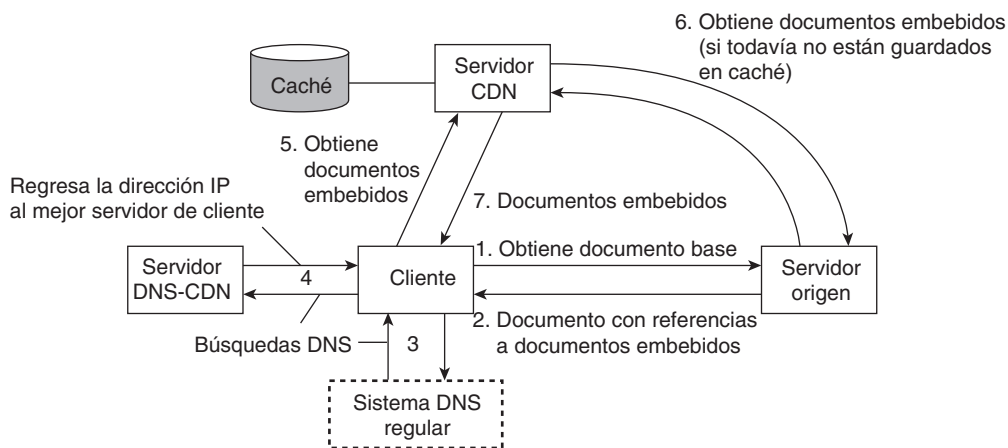 6. Obtiene documentos embebidos
(si todavía no están guardados
en caché)
Servidor
CDN
Caché
5. Obtiene
documentos
embebidos
Regresa la dirección IP
al mejor servidor de cliente
7. Documentos embebidos
1. Obtiene documento base
Servidor
DNS-CDN
4
Cliente
Servidor
origen
2. Documento con referencias
a documentos embebidos
Búsquedas DNS
3
Sistema DNS
regular